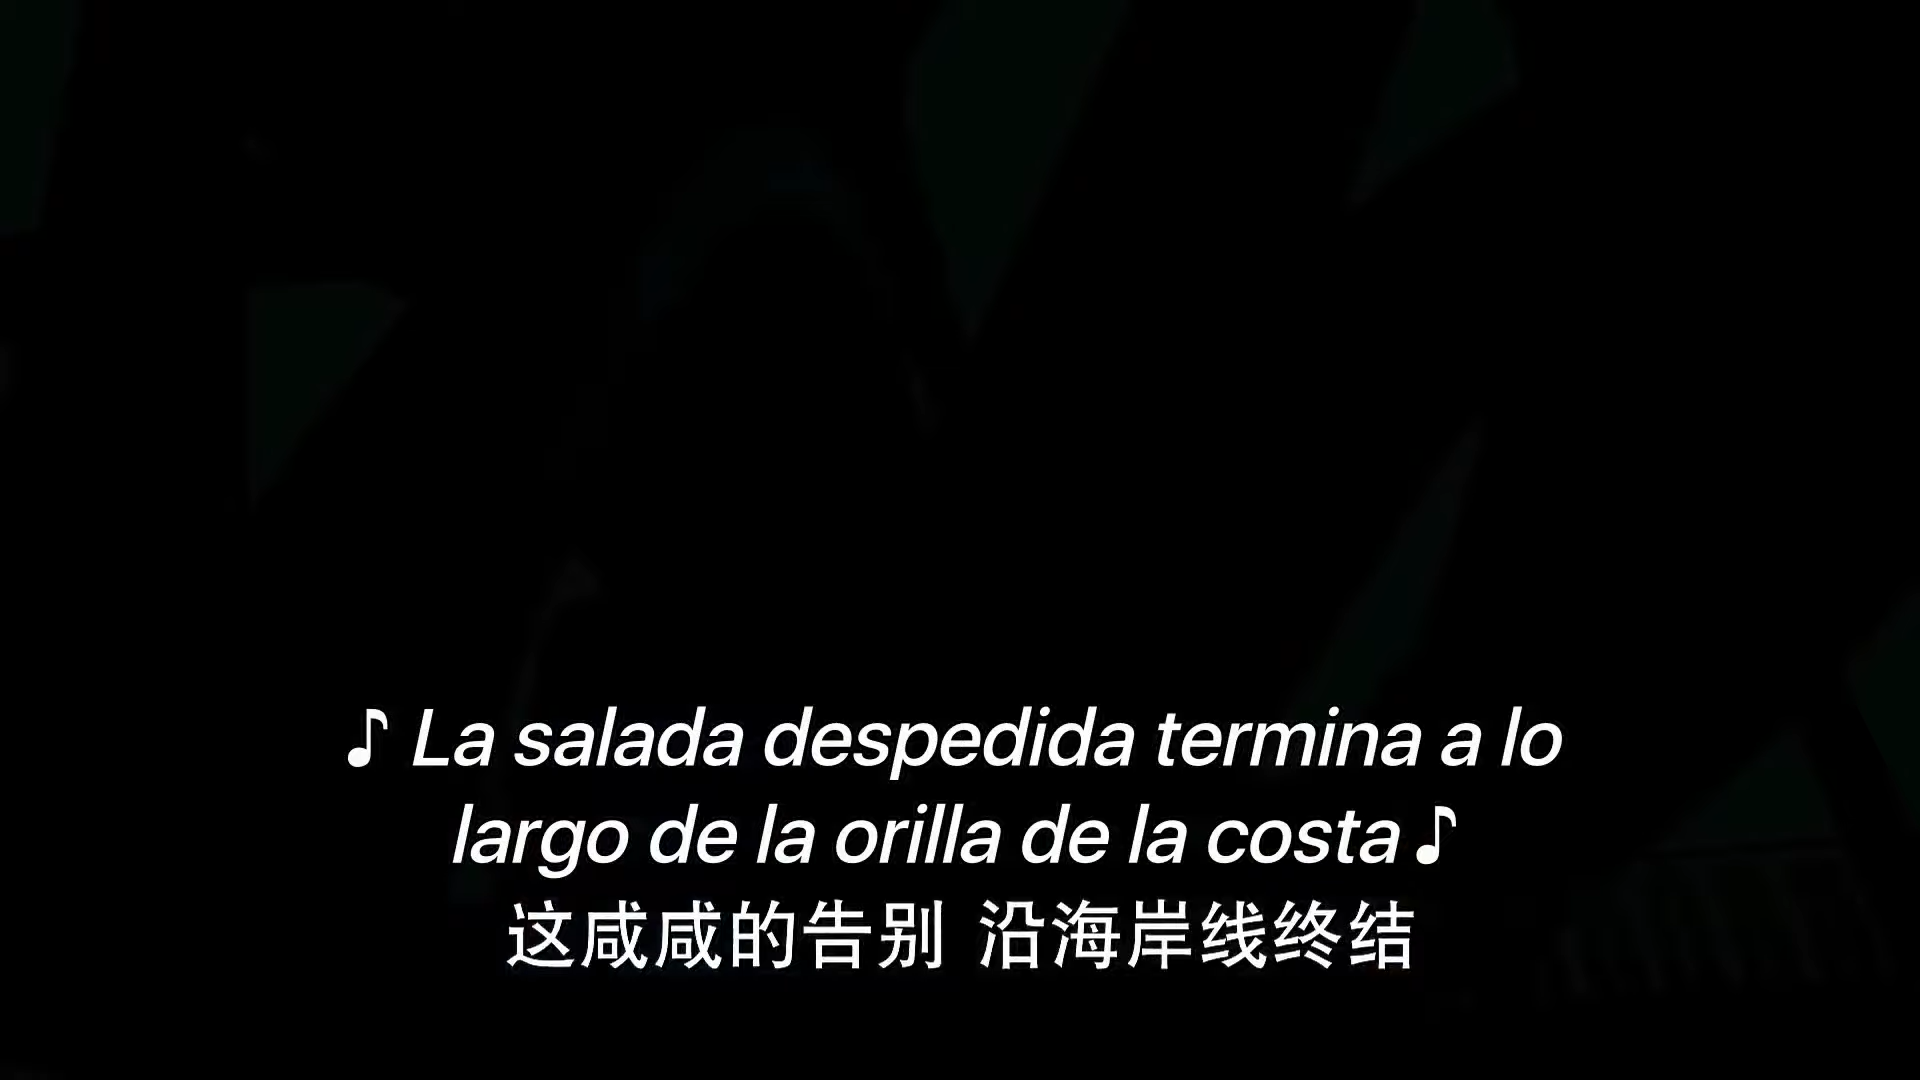 ♪ La salada despedida termina a lo
largo de la orilla de la costa ♪
这咸咸的告别 沿海岸线终结